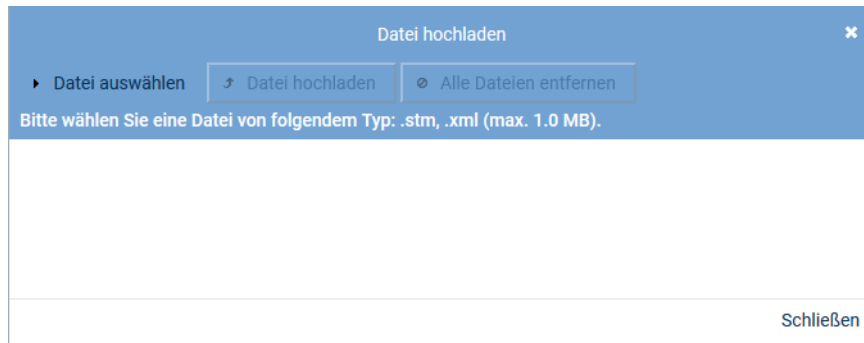 Datei hochladen
Datei auswählen Datei hochladen Alle Dateien entfernen
Bitte wählen Sie eine Datei von folgendem Typ: .stm, .xml (max. 1.0 MB).
Schließen